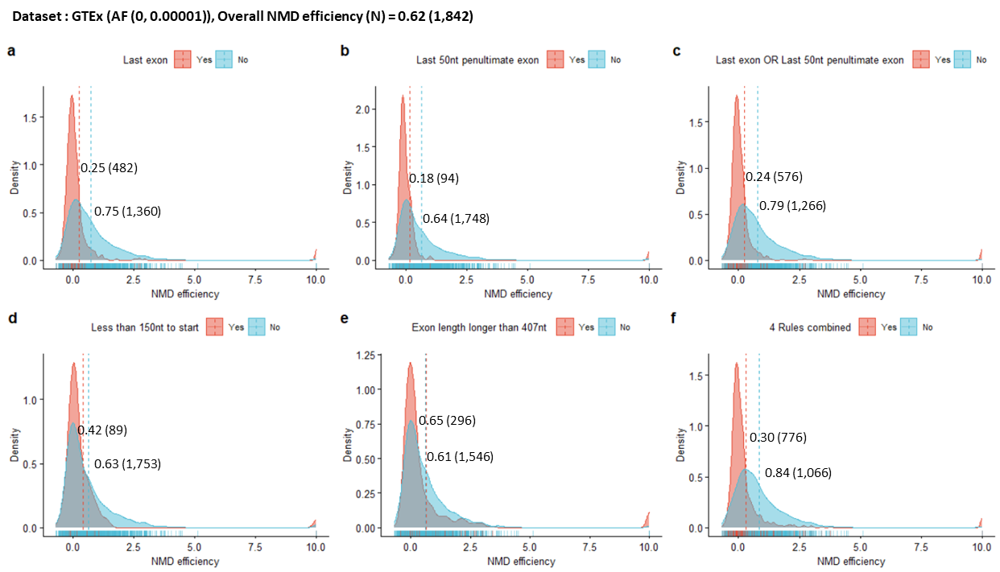 Dataset : GTEx (AF (0, 0.00001)), Overall NMD efficiency (N) = 0.62 (1,842)
a
Last exon Yes No
1.5
1.0
0.5
0.0
Density
0.25 (482)
0.75 (1,360)
0.0 2.5 5.0 7.5 10.0
NMD efficiency
b
Last 50nt penultimate exon Yes No
2.0
1.5
1.0
0.5
0.0
Density
0.18 (94)
0.64 (1,748)
0.0 2.5 5.0 7.5 10.0
NMD efficiency
c
Last exon OR Last 50nt penultimate exon Yes No
1.5
1.0
0.5
0.0
Density
0.24 (576)
0.79 (1,266)
0.0 2.5 5.0 7.5 10.0
NMD efficiency
d
Less than 150nt to start Yes No
1.0
0.5
0.0
Density
0.42 (89)
0.63 (1,753)
0.0 2.5 5.0 7.5 10.0
NMD efficiency
e
Exon length longer than 407nt Yes No
1.25
1.00
0.75
0.50
0.25
0.00
Density
0.65 (296)
0.61 (1,546)
0.0 2.5 5.0 7.5 10.0
NMD efficiency
f
4 Rules combined Yes No
1.5
1.0
0.5
0.0
Density
0.30 (776)
0.84 (1,066)
0.0 2.5 5.0 7.5 10.0
NMD efficiency